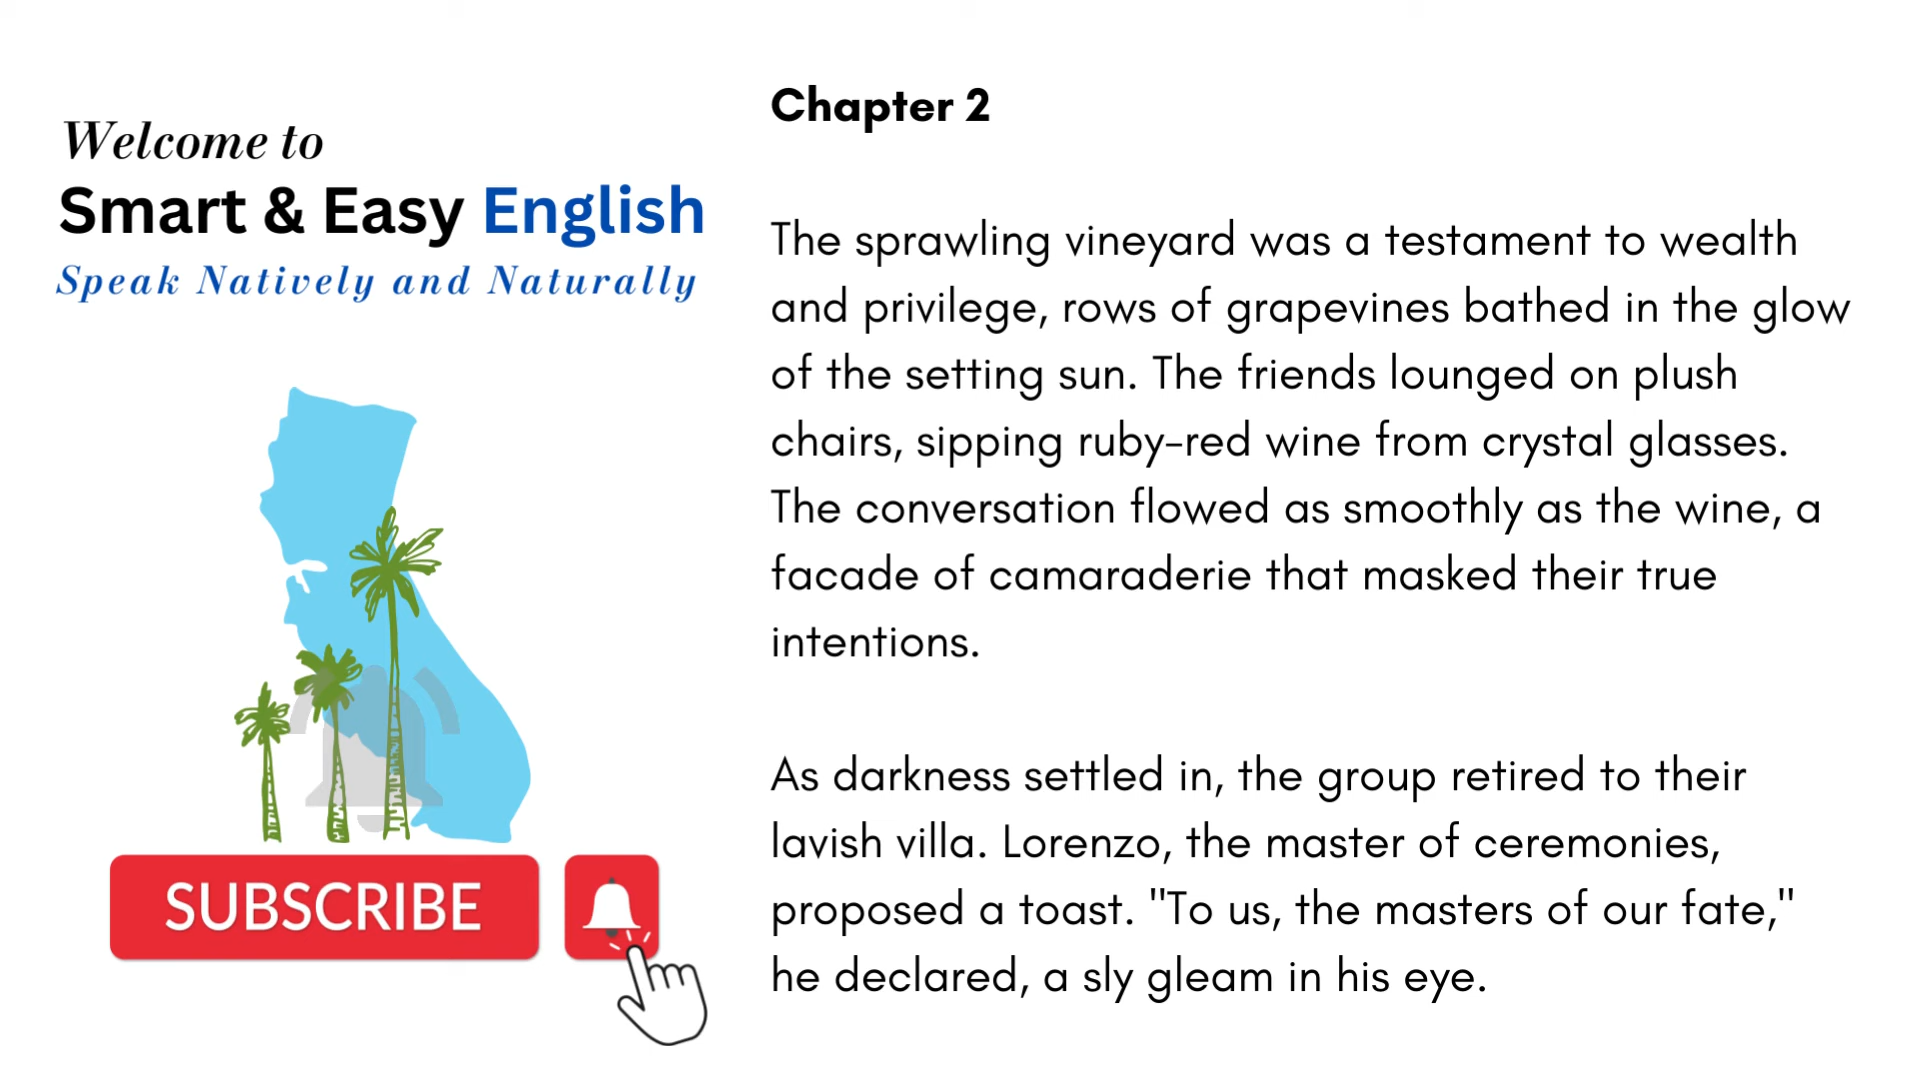 Welcome to
Smart & Easy English
Speak Natively and Naturally
SUBSCRIBE
Chapter 2
The sprawling vineyard was a testament to wealth
and privilege, rows of grapevines bathed in the glow
of the setting sun. The friends lounged on plush
chairs, sipping ruby-red wine from crystal glasses.
The conversation flowed as smoothly as the wine, a
facade of camaraderie that masked their true
intentions.
As darkness settled in, the group retired to their
lavish villa. Lorenzo, the master of ceremonies,
proposed a toast. "To us, the masters of our fate,"
he declared, a sly gleam in his eye.